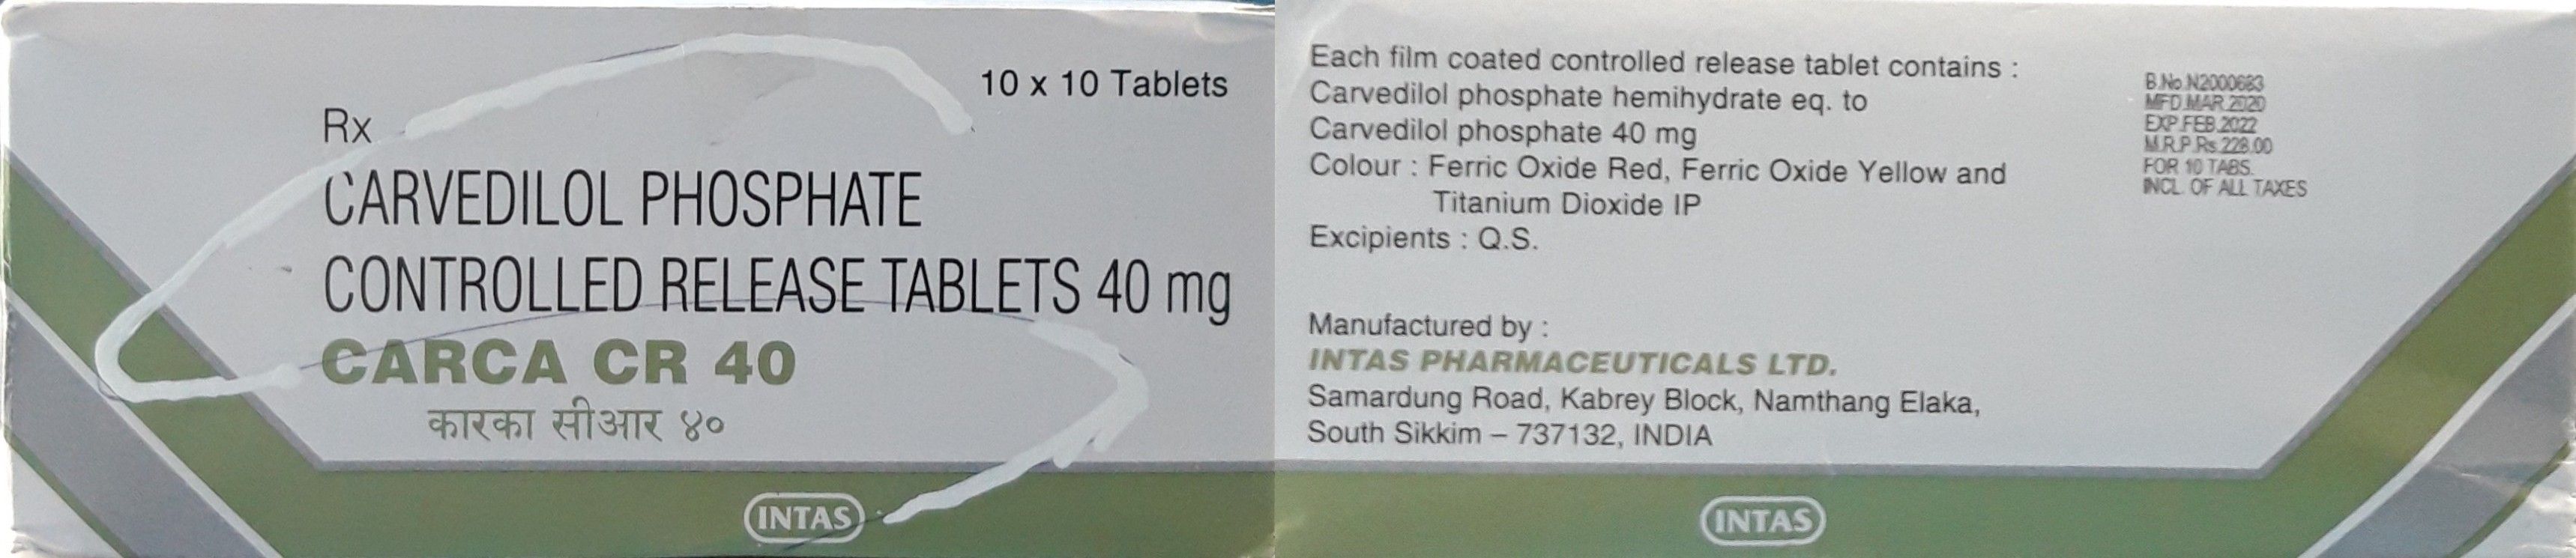 10 x 10 Tablets
Rx
CARVEDILOL PHOSPHATE
CONTROLLED RELEASE TABLETS 40 mg
CARCA CR 40
कारका सीआर ४०
INTAS
Each film coated controlled release tablet contains :
Carvedilol phosphate hemihydrate eq. to
Carvedilol phosphate 40 mg
Colour : Ferric Oxide Red, Ferric Oxide Yellow and
Titanium Dioxide IP
Excipients : Q.S.
B.No.N2000683
MFD.MAR.2020
EXP.FEB.2022
M.R.P.Rs.228.00
FOR 10 TABS.
INCL. OF ALL TAXES
Manufactured by :
INTAS PHARMACEUTICALS LTD.
Samardung Road, Kabrey Block, Namthang Elaka,
South Sikkim – 737132, INDIA
INTAS